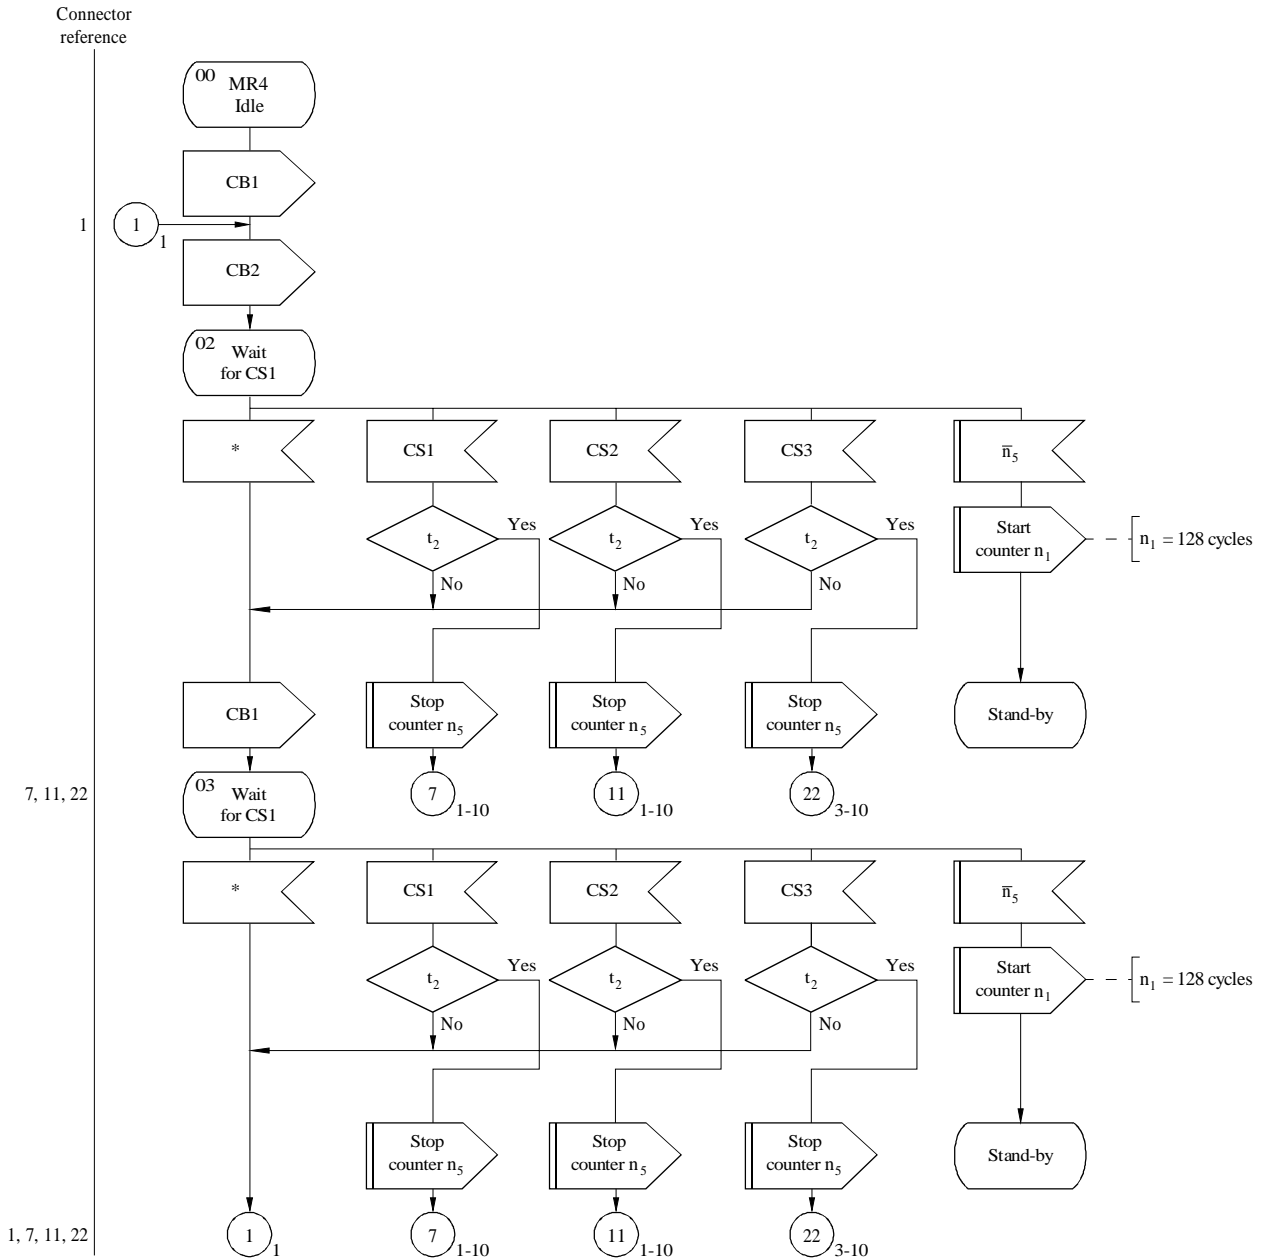 Connector
reference
00
MR4
Idle
CB1
1
1
1
CB2
02
Wait
for CS1
*
CS1
CS2
CS3
n̅5
t2
Yes
t2
Yes
t2
Yes
Start
counter n1
n1 = 128 cycles
No
No
No
CB1
Stop
counter n5
Stop
counter n5
Stop
counter n5
Stand-by
7, 11, 22
03
Wait
for CS1
7
1-10
11
1-10
22
3-10
*
CS1
CS2
CS3
n̅5
t2
Yes
t2
Yes
t2
Yes
Start
counter n1
n1 = 128 cycles
No
No
No
Stop
counter n5
Stop
counter n5
Stop
counter n5
Stand-by
1, 7, 11, 22
1
1
7
1-10
11
1-10
22
3-10